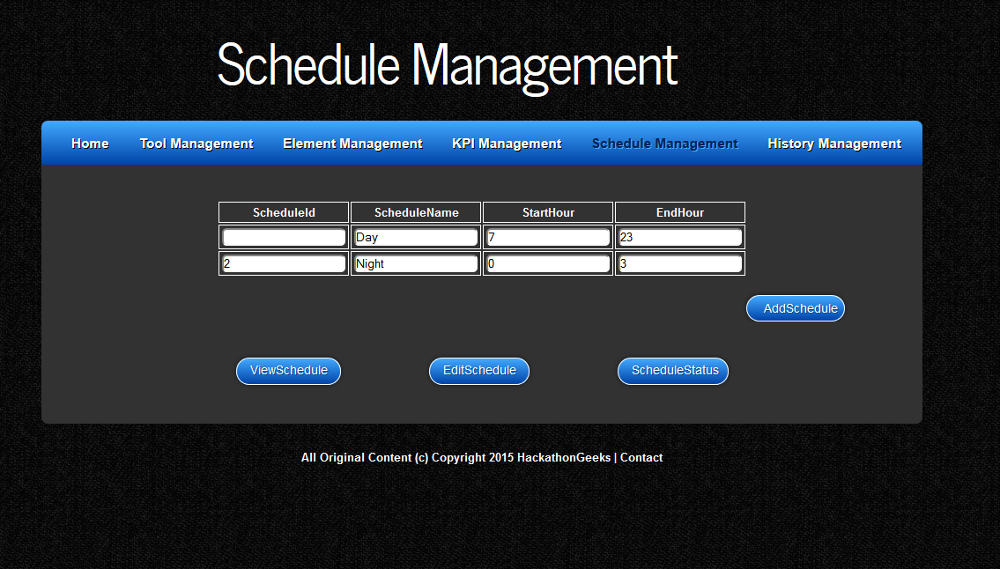 Schedule Management
Home Tool Management Element Management KPI Management Schedule Management History Management
ScheduleId ScheduleName StartHour EndHour
Day 7 23
2 Night 0 3
AddSchedule
ViewSchedule EditSchedule ScheduleStatus
All Original Content (c) Copyright 2015 HackathonGeeks | Contact